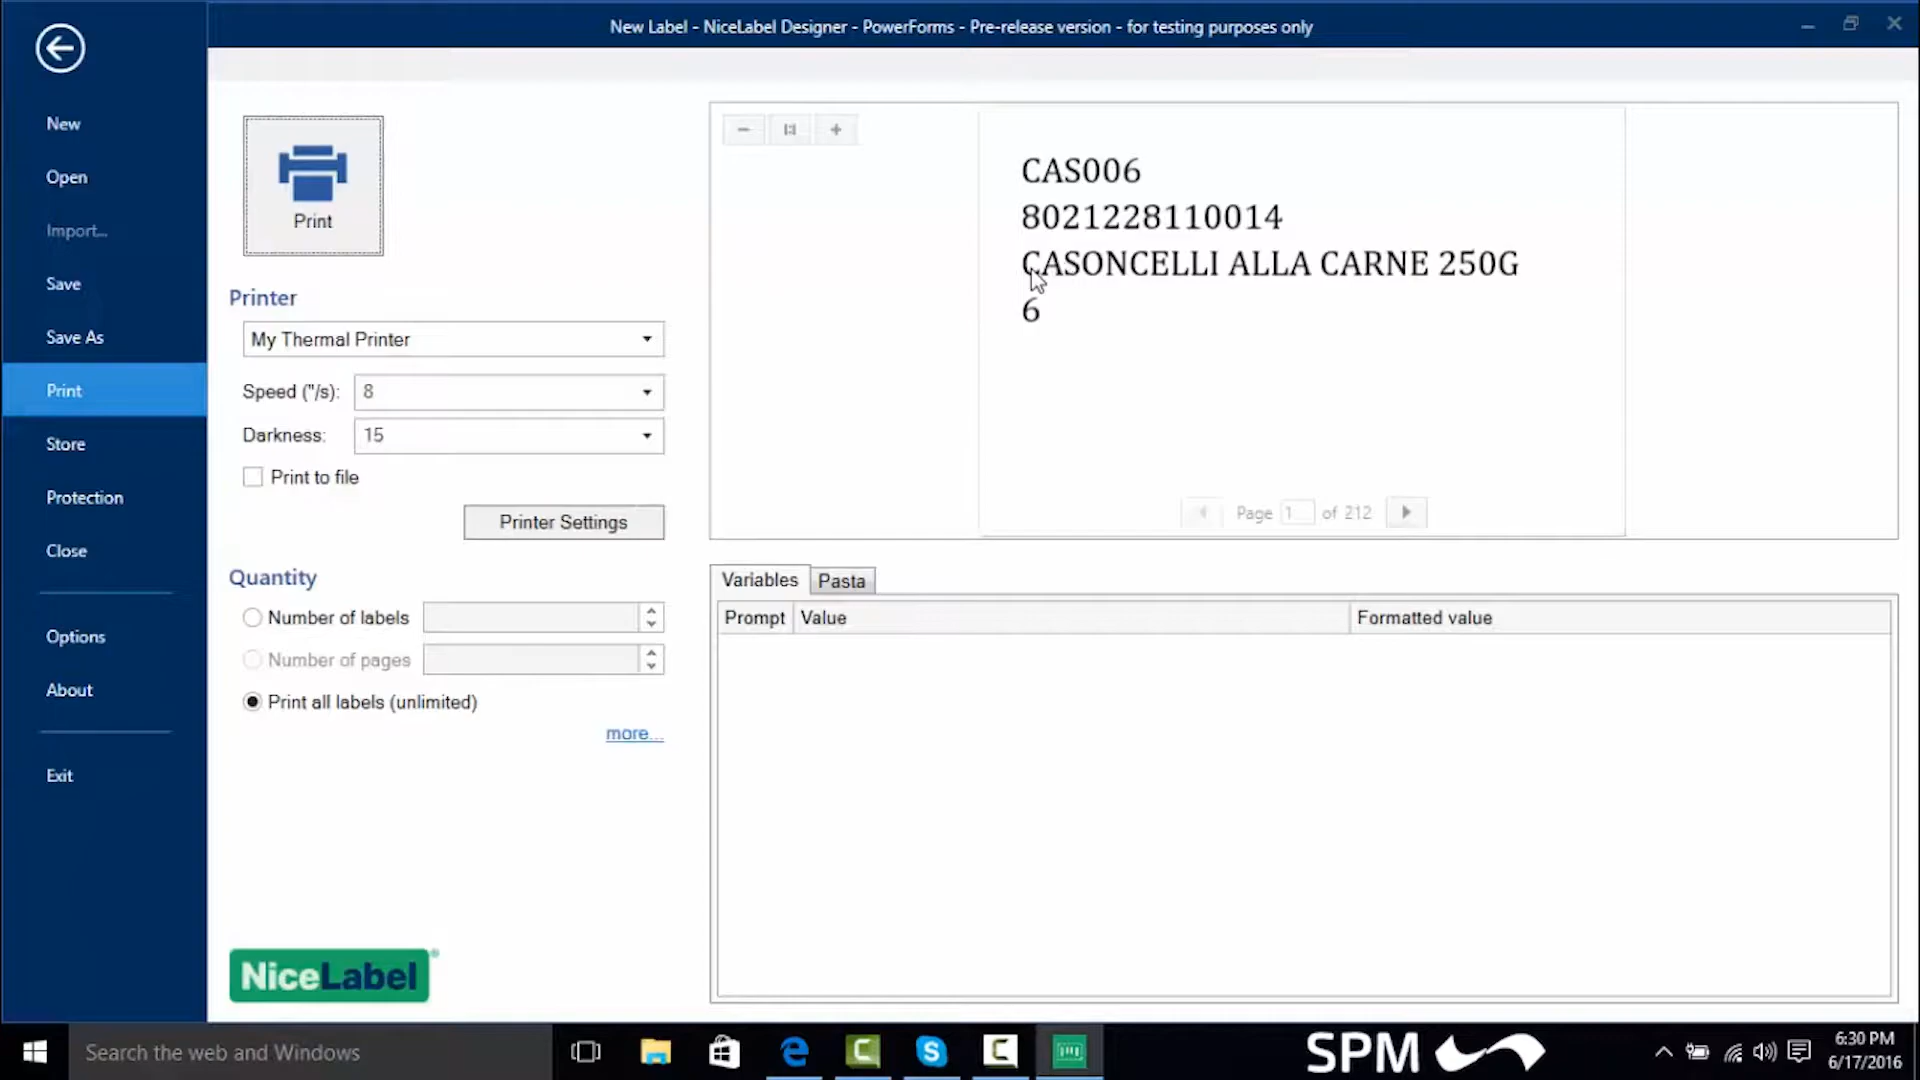 New Label - NiceLabel Designer - PowerForms - Pre-release version - for testing purposes only
New
Open
Import...
Save
Save As
Print
Store
Protection
Close
Options
About
Exit
Print
Printer
My Thermal Printer
Speed ("/s): 8
Darkness: 15
Print to file
Printer Settings
Quantity
Number of labels
Number of pages
Print all labels (unlimited)
more...
NiceLabel
CAS006
8021228110014
CASONCELLI ALLA CARNE 250G
6
Page 1 of 212
Variables Pasta
Prompt Value Formatted value
Search the web and Windows
SPM
6:30 PM
6/17/2016